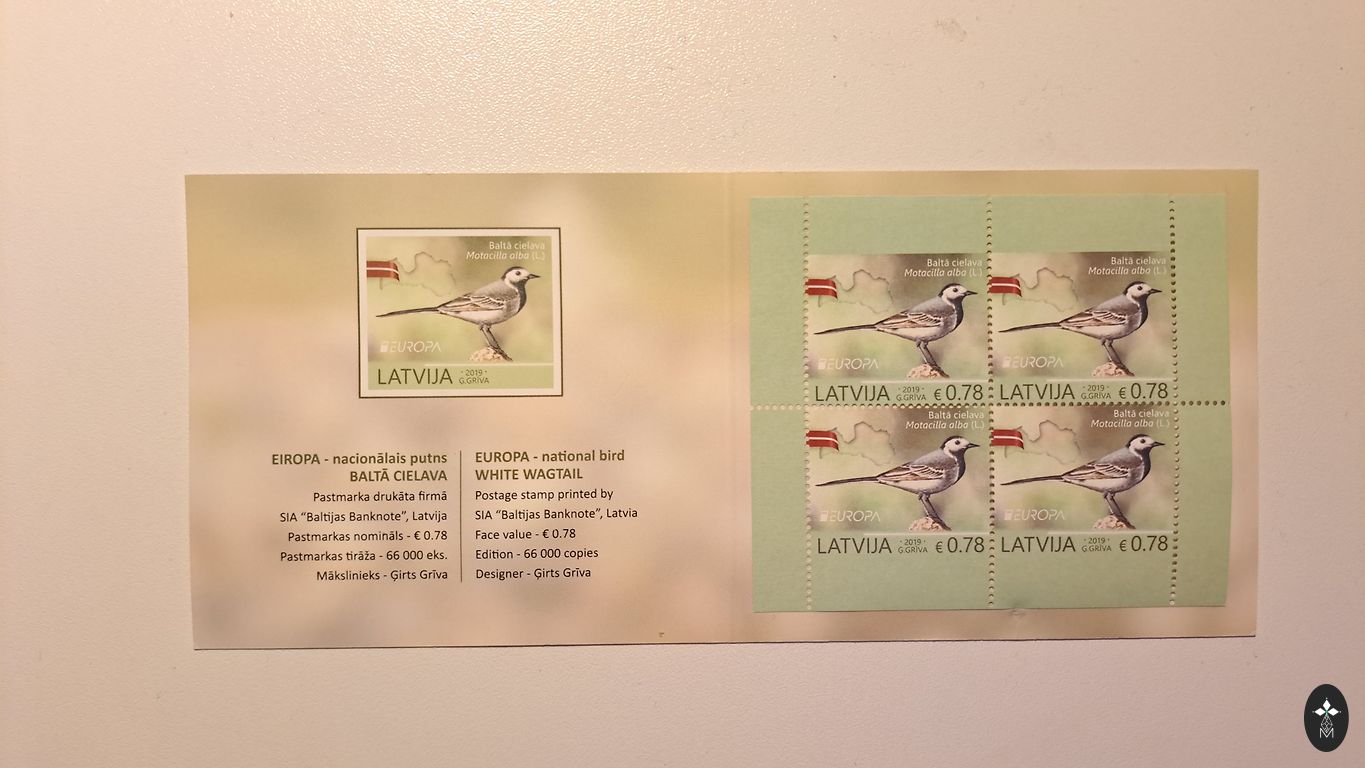 Baltā cielava
Motacilla alba (L.)
EUROPA
LATVIJA
· 2019 ·
Ģ.GRĪVA
EIROPA - nacionālais putns
BALTĀ CIELAVA
Pastmarka drukāta firmā
SIA “Baltijas Banknote”, Latvija
Pastmarkas nomināls - € 0.78
Pastmarkas tirāža - 66 000 eks.
Mākslinieks - Ģirts Grīva
EUROPA - national bird
WHITE WAGTAIL
Postage stamp printed by
SIA “Baltijas Banknote”, Latvia
Face value - € 0.78
Edition - 66 000 copies
Designer - Ģirts Grīva
Baltā cielava
Motacilla alba (L.)
EUROPA
LATVIJA · 2019 · Ģ.GRĪVA € 0.78
Baltā cielava
Motacilla alba (L.)
EUROPA
LATVIJA · 2019 · Ģ.GRĪVA € 0.78
Baltā cielava
Motacilla alba (L.)
EUROPA
LATVIJA · 2019 · Ģ.GRĪVA € 0.78
Baltā cielava
Motacilla alba (L.)
EUROPA
LATVIJA · 2019 · Ģ.GRĪVA € 0.78
M